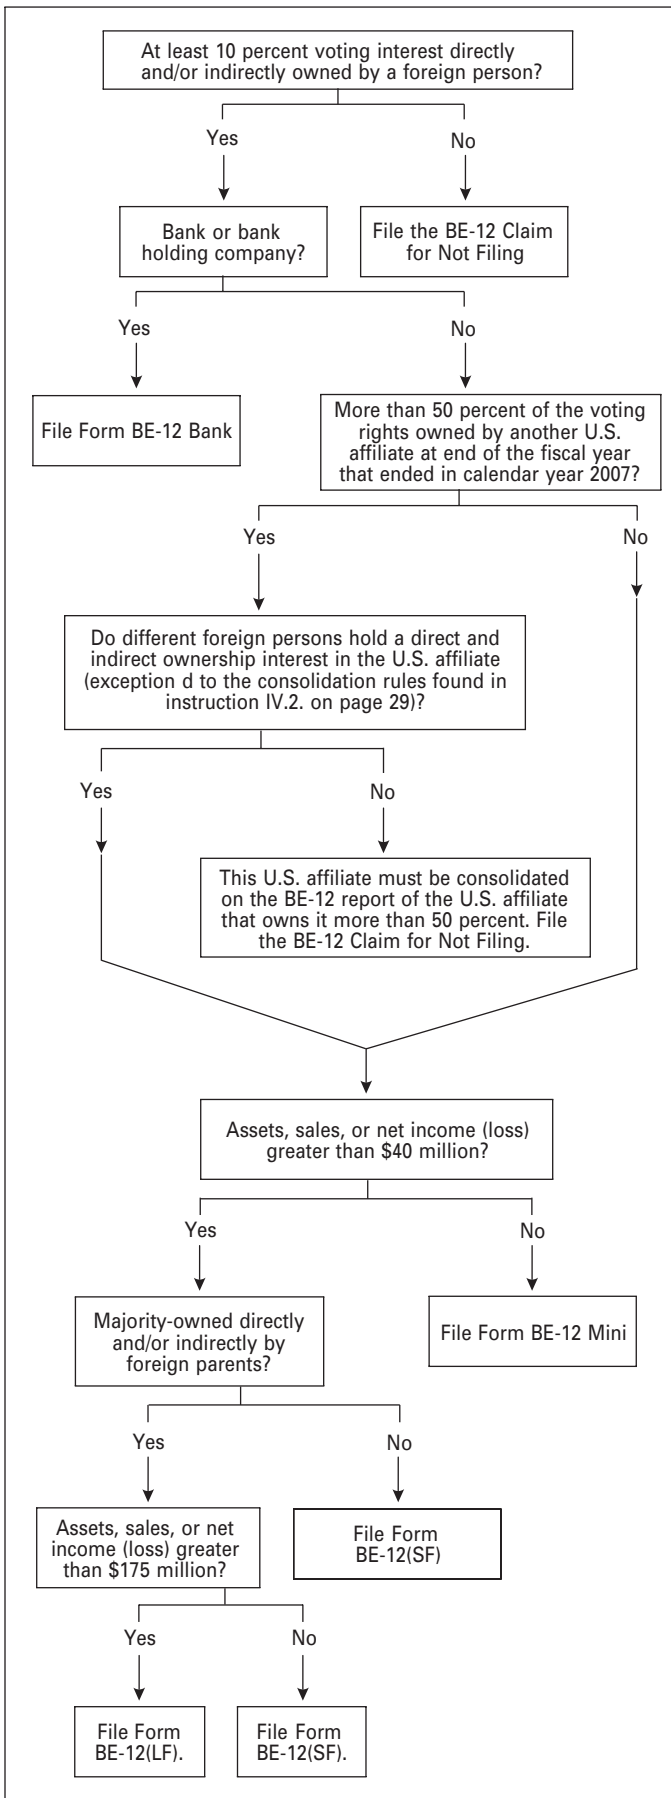 At least 10 percent voting interest directly
and/or indirectly owned by a foreign person?
Yes
No
Bank or bank
holding company?
File the BE-12 Claim
for Not Filing
Yes
No
File Form BE-12 Bank
More than 50 percent of the voting
rights owned by another U.S.
affiliate at end of the fiscal year
that ended in calendar year 2007?
Yes
No
Do different foreign persons hold a direct and
indirect ownership interest in the U.S. affiliate
(exception d to the consolidation rules found in
instruction IV.2. on page 29)?
Yes
No
This U.S. affiliate must be consolidated
on the BE-12 report of the U.S. affiliate
that owns it more than 50 percent. File
the BE-12 Claim for Not Filing.
Assets, sales, or net income (loss)
greater than $40 million?
Yes
No
Majority-owned directly
and/or indirectly by
foreign parents?
File Form BE-12 Mini
Yes
No
Assets, sales, or net
income (loss) greater
than $175 million?
File Form
BE-12(SF)
Yes
No
File Form
BE-12(LF).
File Form
BE-12(SF).